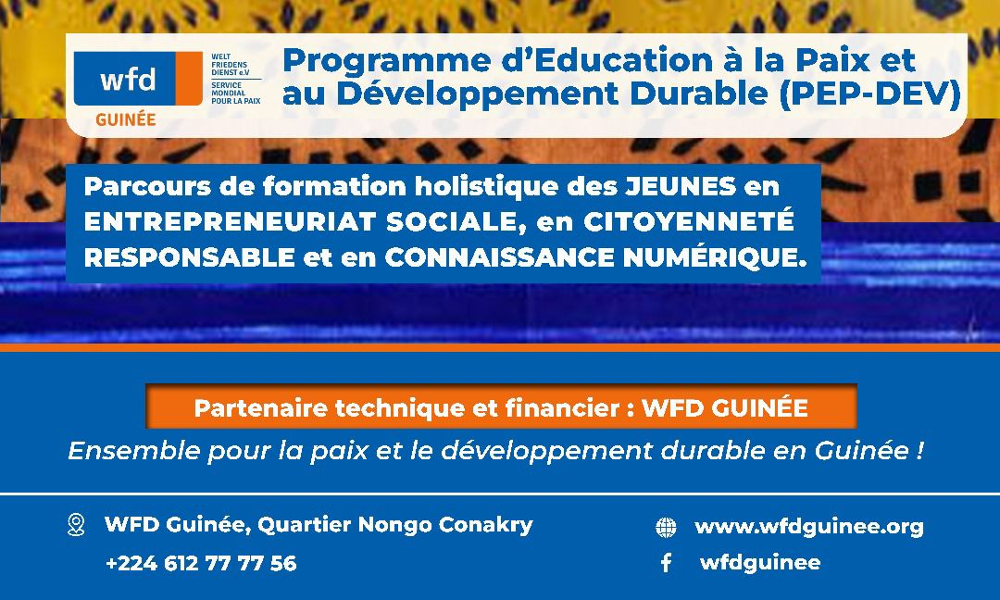 wfd
GUINÉE
WELT
FRIEDENS
DIENST e.V
SERVICE
MONDIAL
POUR LA PAIX
Programme d’Education à la Paix et
au Développement Durable (PEP-DEV)
Parcours de formation holistique des JEUNES en
ENTREPRENEURIAT SOCIALE, en CITOYENNETÉ
RESPONSABLE et en CONNAISSANCE NUMÉRIQUE.
Partenaire technique et financier : WFD GUINÉE
Ensemble pour la paix et le développement durable en Guinée !
WFD Guinée, Quartier Nongo Conakry
+224 612 77 77 56
www.wfdguinee.org
wfdguinee